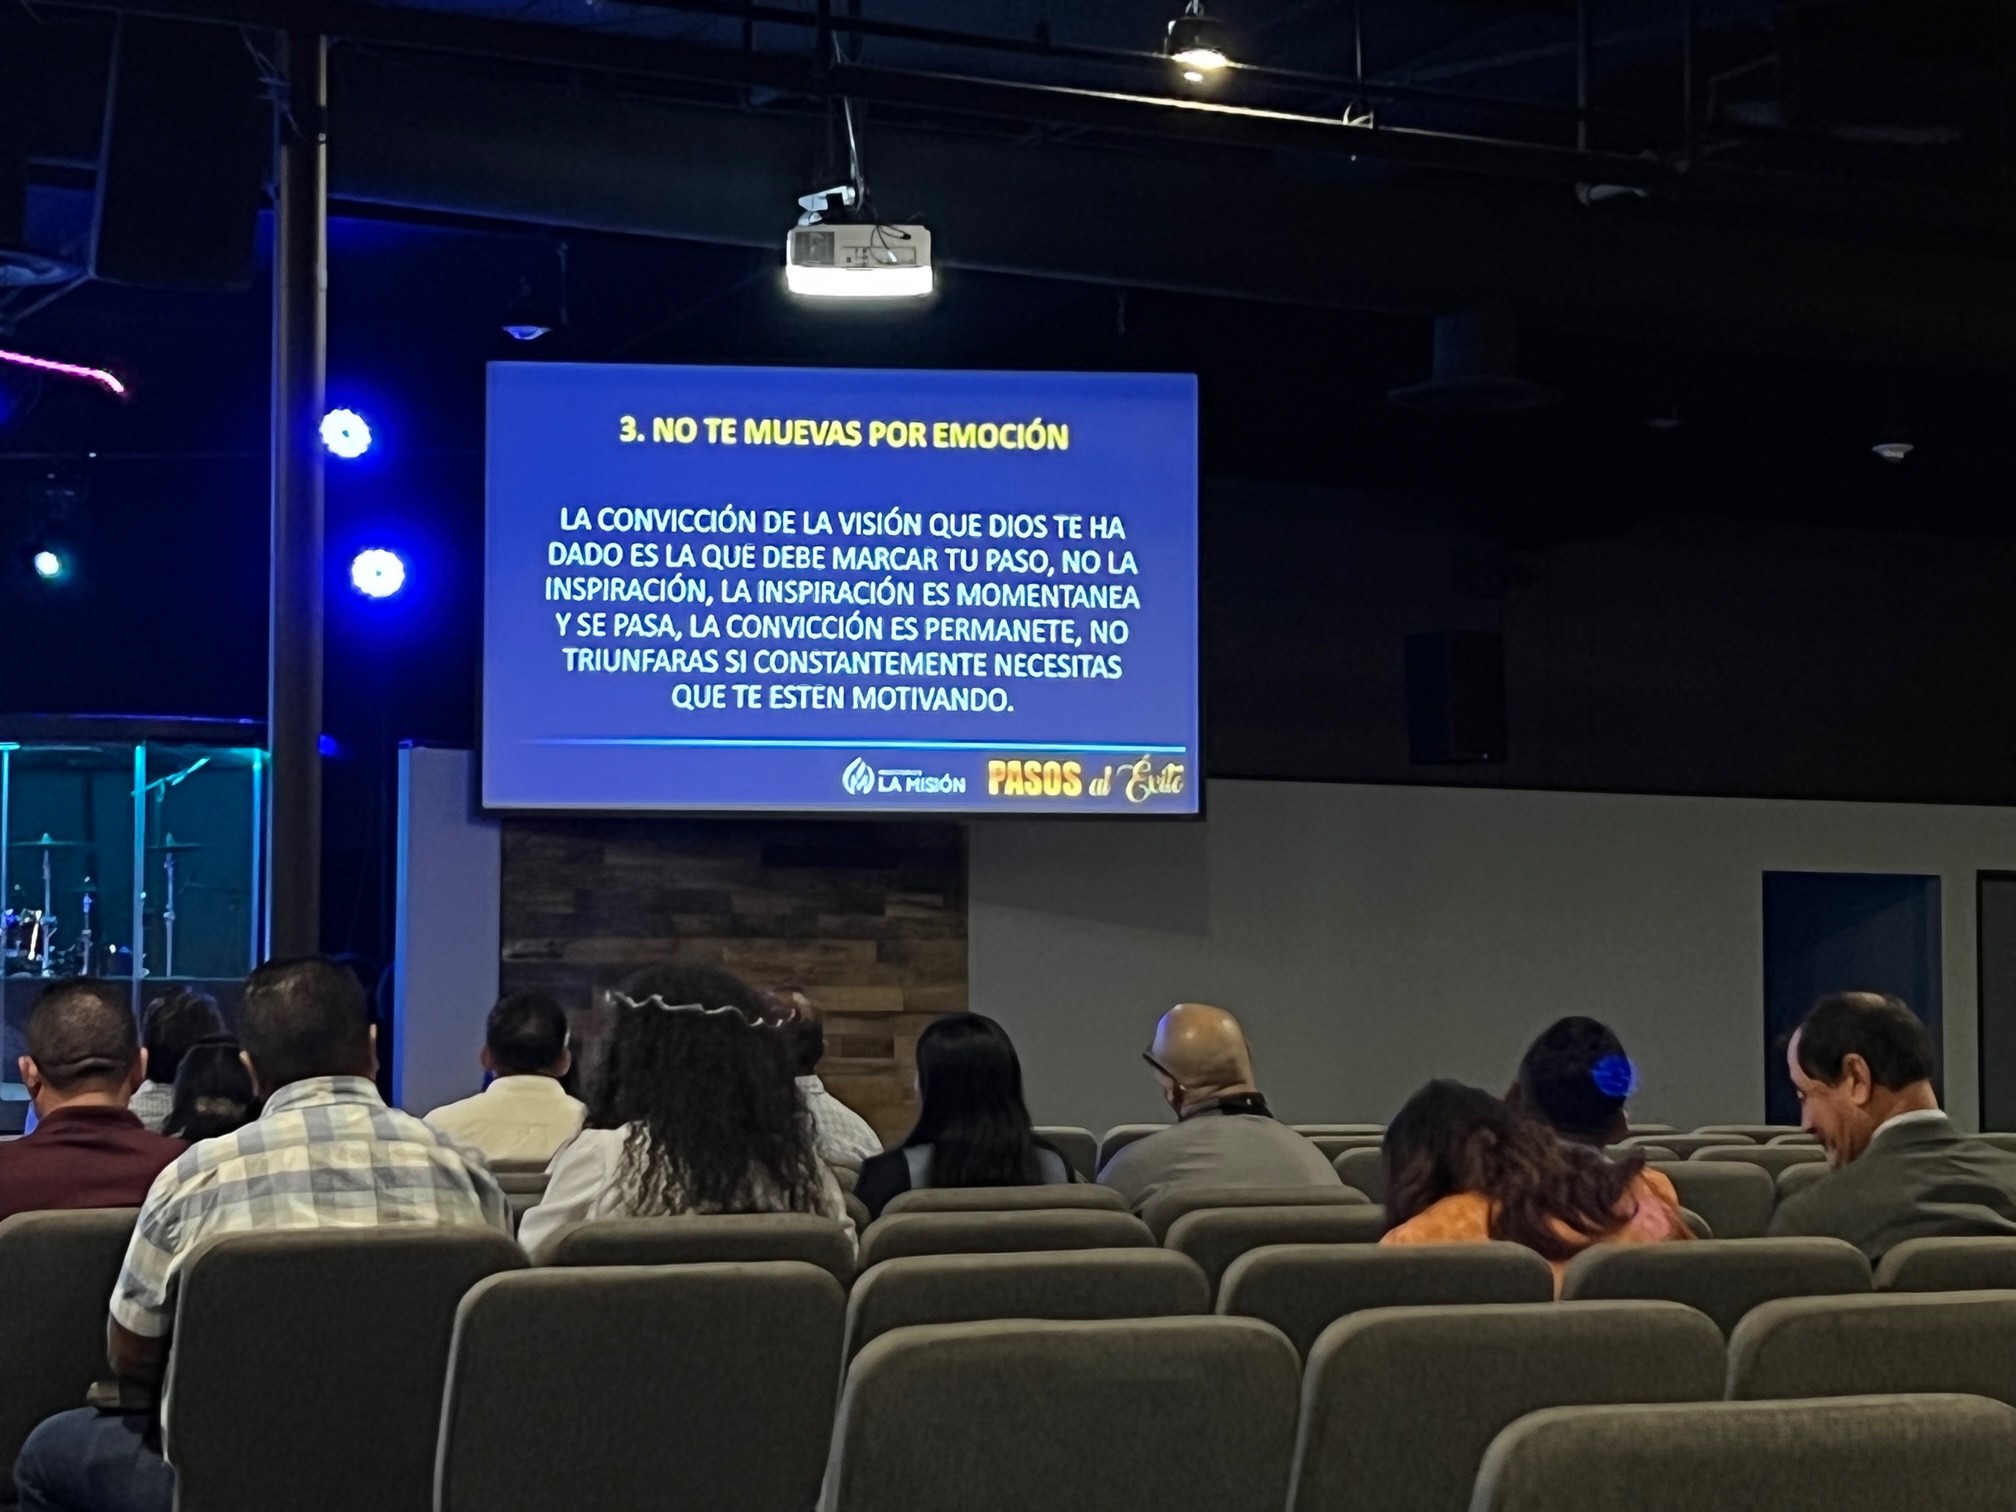 3. NO TE MUEVAS POR EMOCIÓN
LA CONVICCIÓN DE LA VISIÓN QUE DIOS TE HA
DADO ES LA QUE DEBE MARCAR TU PASO, NO LA
INSPIRACIÓN, LA INSPIRACIÓN ES MOMENTANEA
Y SE PASA, LA CONVICCIÓN ES PERMANETE, NO
TRIUNFARAS SI CONSTANTEMENTE NECESITAS
QUE TE ESTEN MOTIVANDO.
LA MISIÓN
PASOS al Éxito